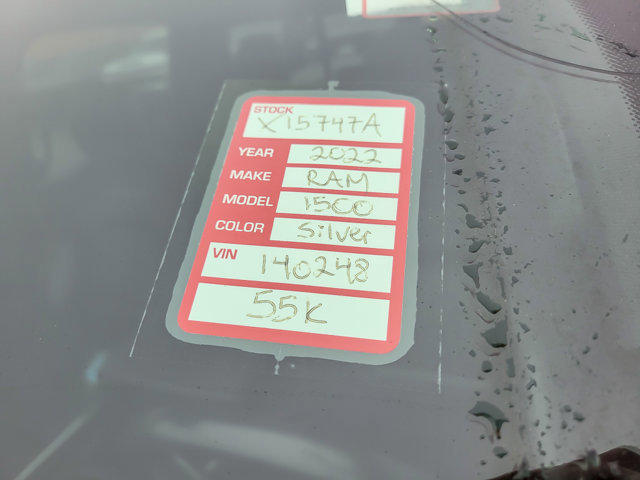 STOCK
X15747A
YEAR 2022
MAKE RAM
MODEL 1500
COLOR Silver
VIN 140248
55K